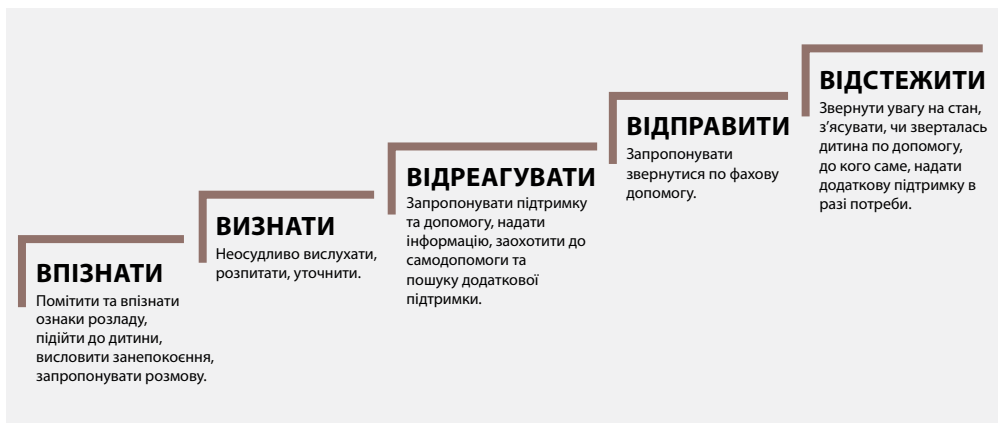 ВПІЗНАТИ
Помітити та впізнати
ознаки розладу,
підійти до дитини,
висловити занепокоєння,
запропонувати розмову.
ВИЗНАТИ
Неосудливо вислухати,
розпитати, уточнити.
ВІДРЕАГУВАТИ
Запропонувати підтримку
та допомогу, надати
інформацію, заохотити до
самодопомоги та
пошуку додаткової
підтримки.
ВІДПРАВИТИ
Запропонувати
звернутися по фахову
допомогу.
ВІДСТЕЖИТИ
Звернути увагу на стан,
з’ясувати, чи зверталась
дитина по допомогу,
до кого саме, надати
додаткову підтримку в
разі потреби.